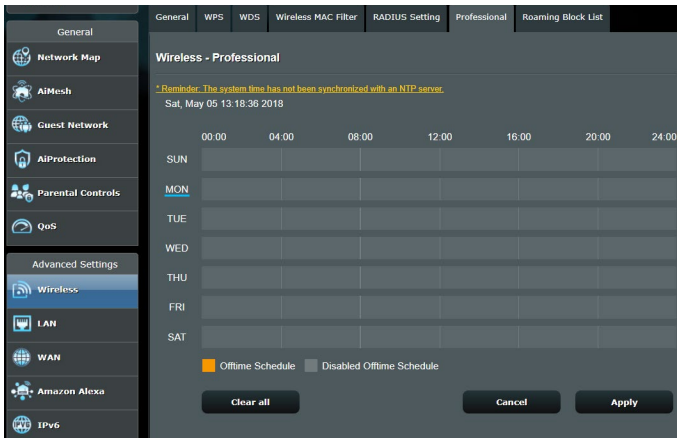 General WPS WDS Wireless MAC Filter RADIUS Setting Professional Roaming Block List
General
Network Map
AiMesh
Guest Network
AiProtection
Parental Controls
QoS
Advanced Settings
Wireless
LAN
WAN
Amazon Alexa
IPv6
Wireless - Professional
* Reminder: The system time has not been synchronized with an NTP server.
Sat, May 05 13:18:36 2018
00:00 04:00 08:00 12:00 16:00 20:00 24:00
SUN
MON
TUE
WED
THU
FRI
SAT
Offtime Schedule Disabled Offtime Schedule
Clear all Cancel Apply